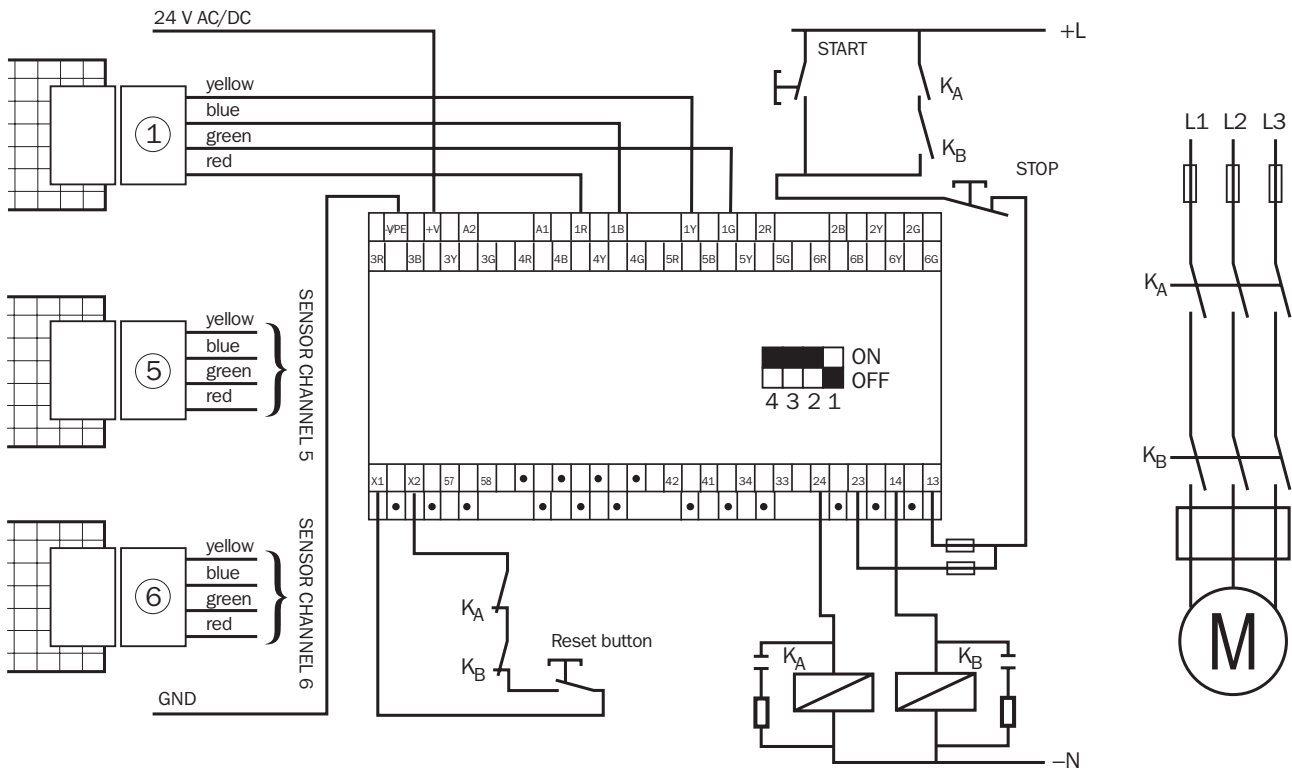 24 V AC/DC
+L
START
yellow
blue
green
red
1
KA
KB
STOP
L1 L2 L3
-VPE +V A2 A1 1R 1B 1Y 1G 2R 2B 2Y 2G
3R 3B 3Y 3G 4R 4B 4Y 4G 5R 5B 5Y 5G 6R 6B 6Y 6G
KA
yellow
blue
green
red
5
SENSOR CHANNEL 5
ON
OFF
4 3 2 1
KB
X1 X2 57 58 42 41 34 33 24 23 14 13
yellow
blue
green
red
6
SENSOR CHANNEL 6
KA
KB
Reset button
KA
KB
M
GND
–N